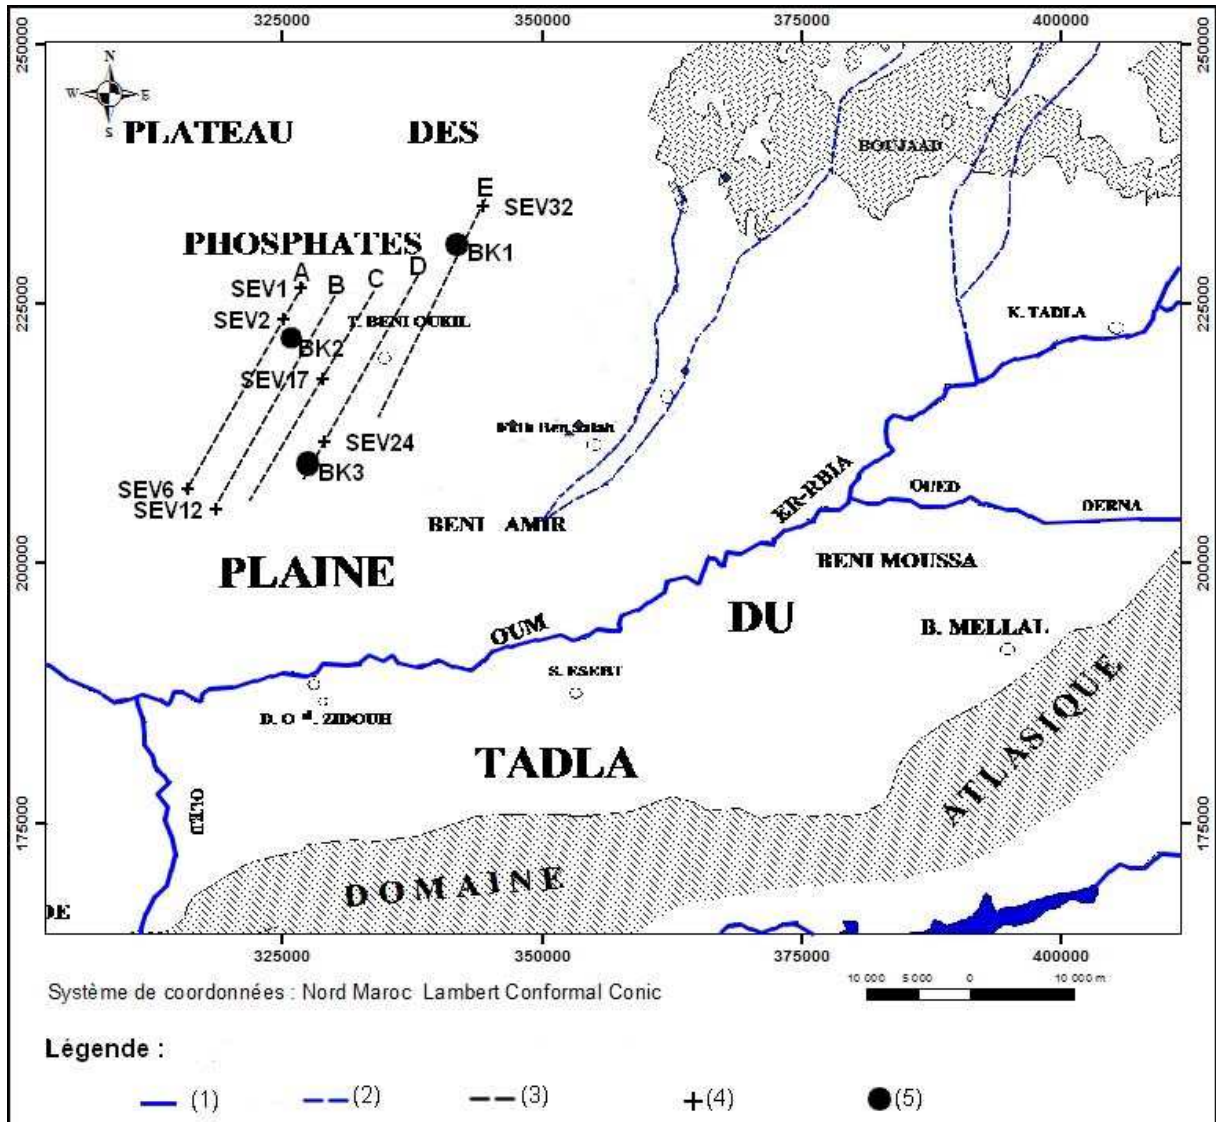 325000 350000 375000 400000
250000 250000
N
W E
S
PLATEAU DES
BOUJAAD
E
SEV32
PHOSPHATES
BK1
A B C D
SEV1
225000 225000
SEV2
T. BENI OUKIL
K. TADLA
BK2
SEV17
SEV24
BK3
SEV6
SEV12
ER-RBIA
OUED
DERNA
BENI AMIR
PLAINE
200000 200000
BENI MOUSSA
DU
OUM
B. MELLAL
TADLA
ATLASIQUE
175000 175000
DOMAINE
DE
325000 350000 375000 400000
Système de coordonnées : Nord Maroc Lambert Conformal Conic
10 000 5 000 0 10 000 m
Légende :
(1) (2) (3) (4) (5)